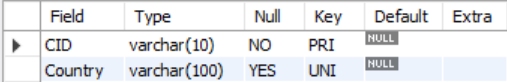 Field Type Null Key Default Extra
CID varchar(10) NO PRI NULL
Country varchar(100) YES UNI NULL